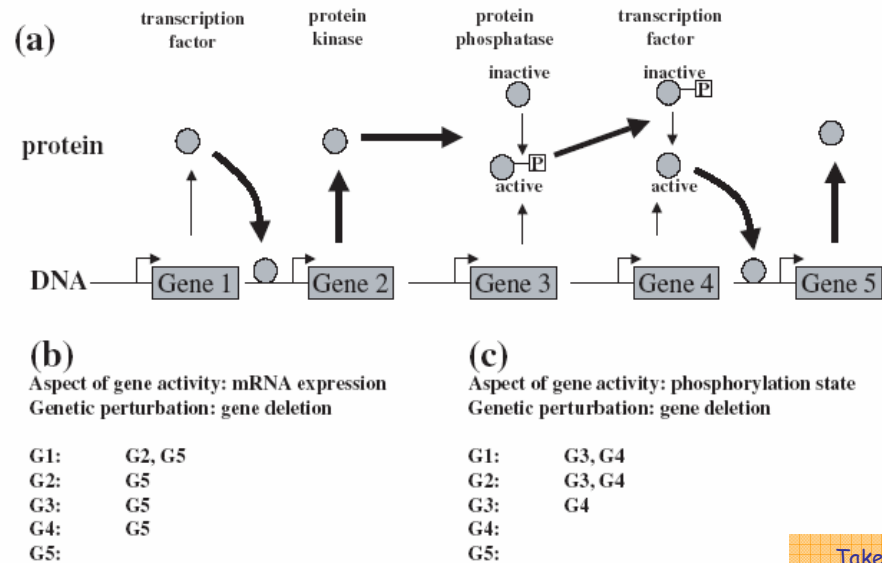 (a)
transcription factor
protein kinase
protein phosphatase
transcription factor
inactive
inactive
P
protein
P
active
active
DNA
Gene 1
Gene 2
Gene 3
Gene 4
Gene 5
(b)
Aspect of gene activity: mRNA expression
Genetic perturbation: gene deletion
G1: G2, G5
G2: G5
G3: G5
G4: G5
G5:
(c)
Aspect of gene activity: phosphorylation state
Genetic perturbation: gene deletion
G1: G3, G4
G2: G3, G4
G3: G4
G4:
G5:
Take